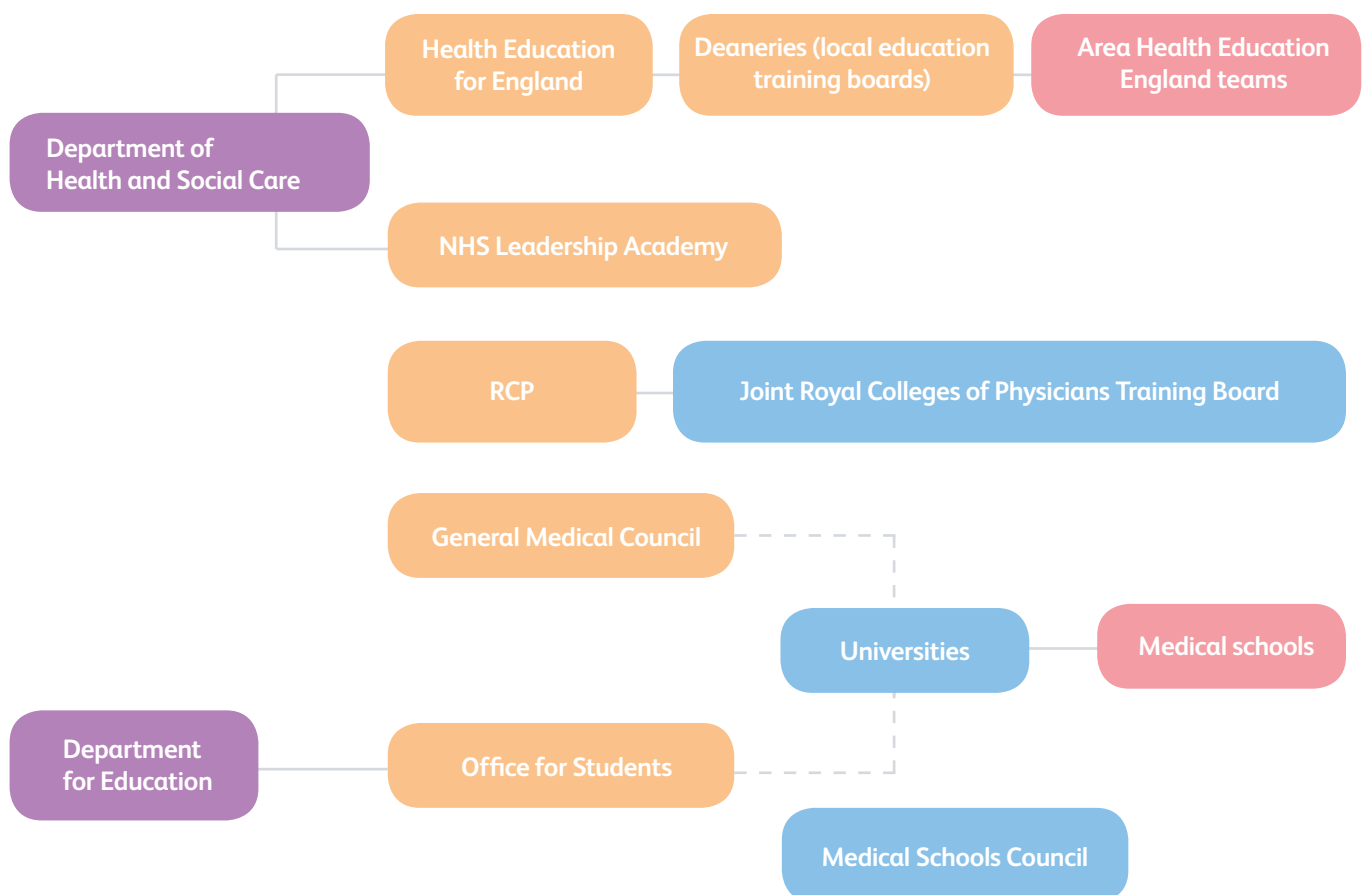 Health Education
for England
Deaneries (local education
training boards)
Area Health Education
England teams
Department of
Health and Social Care
NHS Leadership Academy
RCP
Joint Royal Colleges of Physicians Training Board
General Medical Council
Universities
Medical schools
Department
for Education
Office for Students
Medical Schools Council